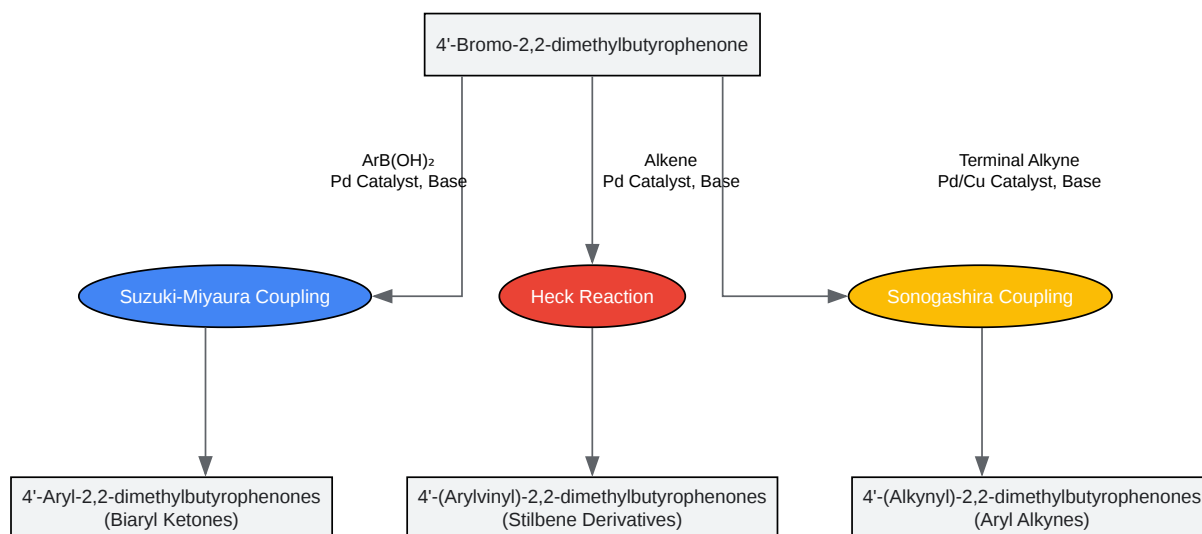 4'-Bromo-2,2-dimethylbutyrophenone
ArB(OH)₂
Pd Catalyst, Base
Alkene
Pd Catalyst, Base
Terminal Alkyne
Pd/Cu Catalyst, Base
Suzuki-Miyaura Coupling
Heck Reaction
Sonogashira Coupling
4'-Aryl-2,2-dimethylbutyrophenones
(Biaryl Ketones)
4'-(Arylvinyl)-2,2-dimethylbutyrophenones
(Stilbene Derivatives)
4'-(Alkynyl)-2,2-dimethylbutyrophenones
(Aryl Alkynes)